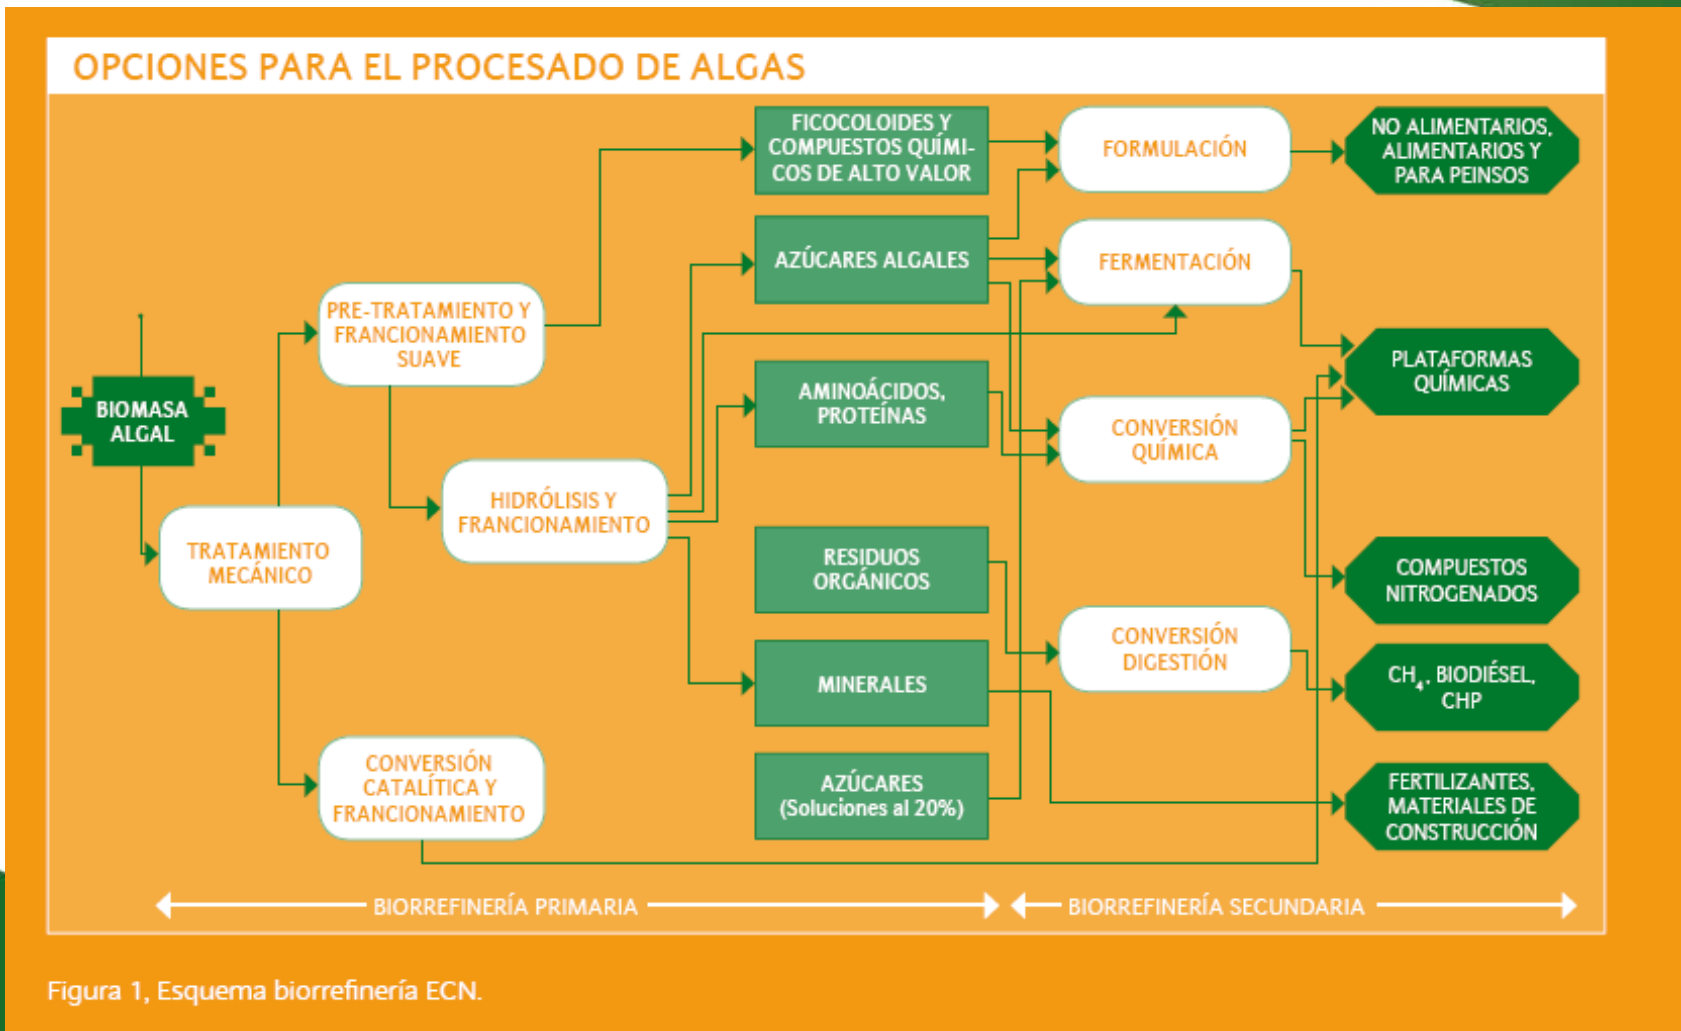 OPCIONES PARA EL PROCESADO DE ALGAS
BIOMASA
ALGAL
TRATAMIENTO
MECÁNICO
PRE-TRATAMIENTO Y
FRANCIONAMIENTO
SUAVE
HIDRÓLISIS Y
FRANCIONAMIENTO
CONVERSIÓN
CATALÍTICA Y
FRANCIONAMIENTO
FICOCOLOIDES Y
COMPUESTOS QUÍMI-
COS DE ALTO VALOR
AZÚCARES ALGALES
AMINOÁCIDOS,
PROTEÍNAS
RESIDUOS
ORGÁNICOS
MINERALES
AZÚCARES
(Soluciones al 20%)
FORMULACIÓN
FERMENTACIÓN
CONVERSIÓN
QUÍMICA
CONVERSIÓN
DIGESTIÓN
NO ALIMENTARIOS,
ALIMENTARIOS Y
PARA PEINSOS
PLATAFORMAS
QUÍMICAS
COMPUESTOS
NITROGENADOS
CH₄, BIODIÉSEL,
CHP
FERTILIZANTES,
MATERIALES DE
CONSTRUCCIÓN
BIORREFINERÍA PRIMARIA
BIORREFINERÍA SECUNDARIA
Figura 1, Esquema biorrefinería ECN.